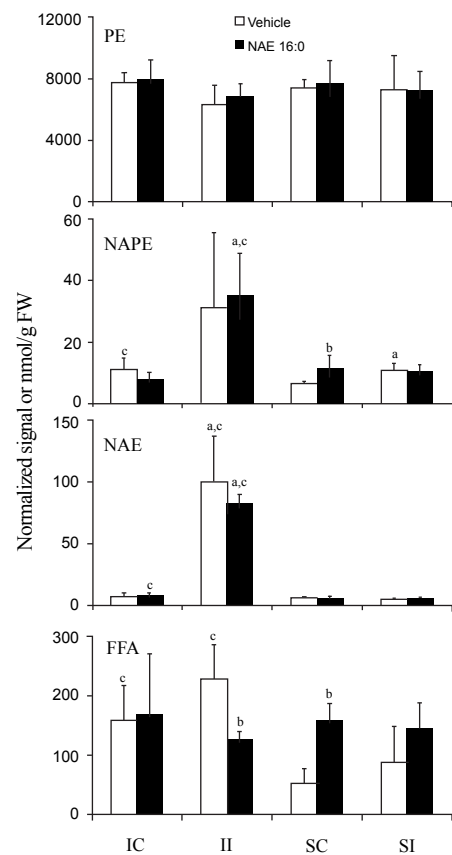 PE
Vehicle
NAE 16:0
12000
8000
4000
0
NAPE
a,c
c
b
a
60
40
20
0
NAE
a,c
a,c
c
150
100
50
0
FFA
c
c
b
b
300
200
100
0
IC II SC SI
Normalized signal or nmol/g FW